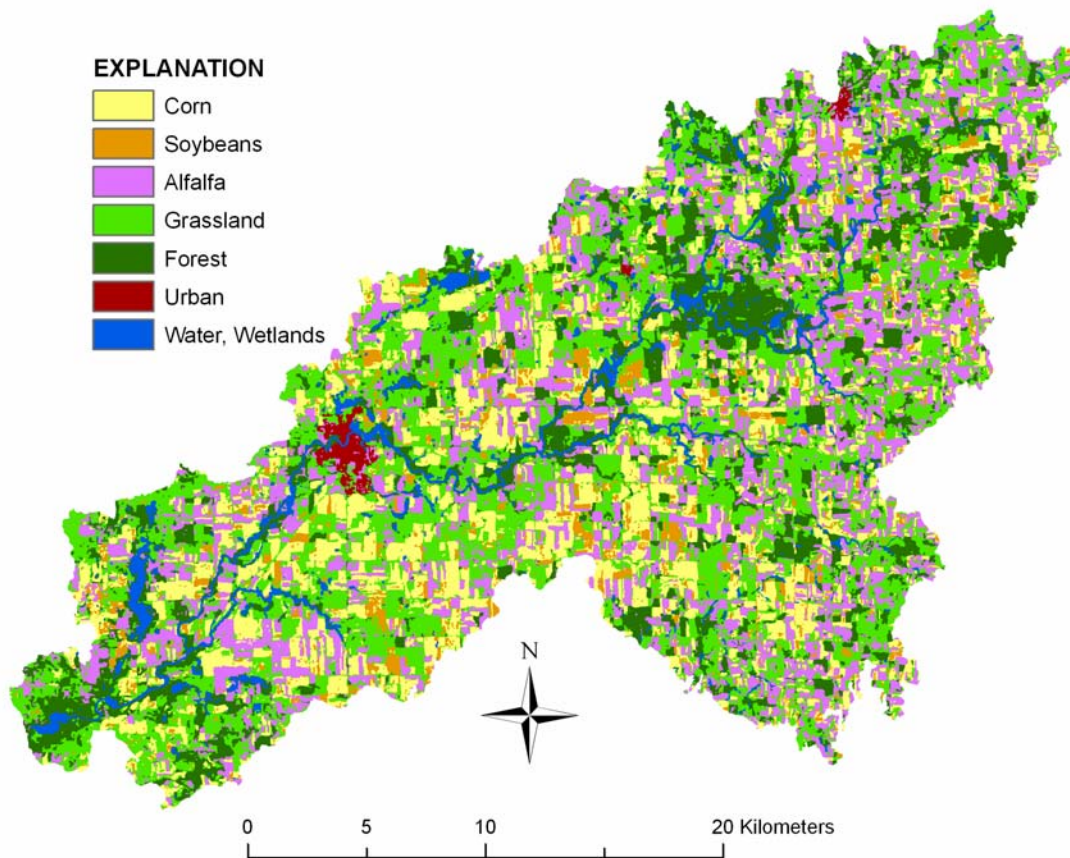 EXPLANATION
Corn
Soybeans
Alfalfa
Grassland
Forest
Urban
Water, Wetlands
N
0 5 10 20 Kilometers